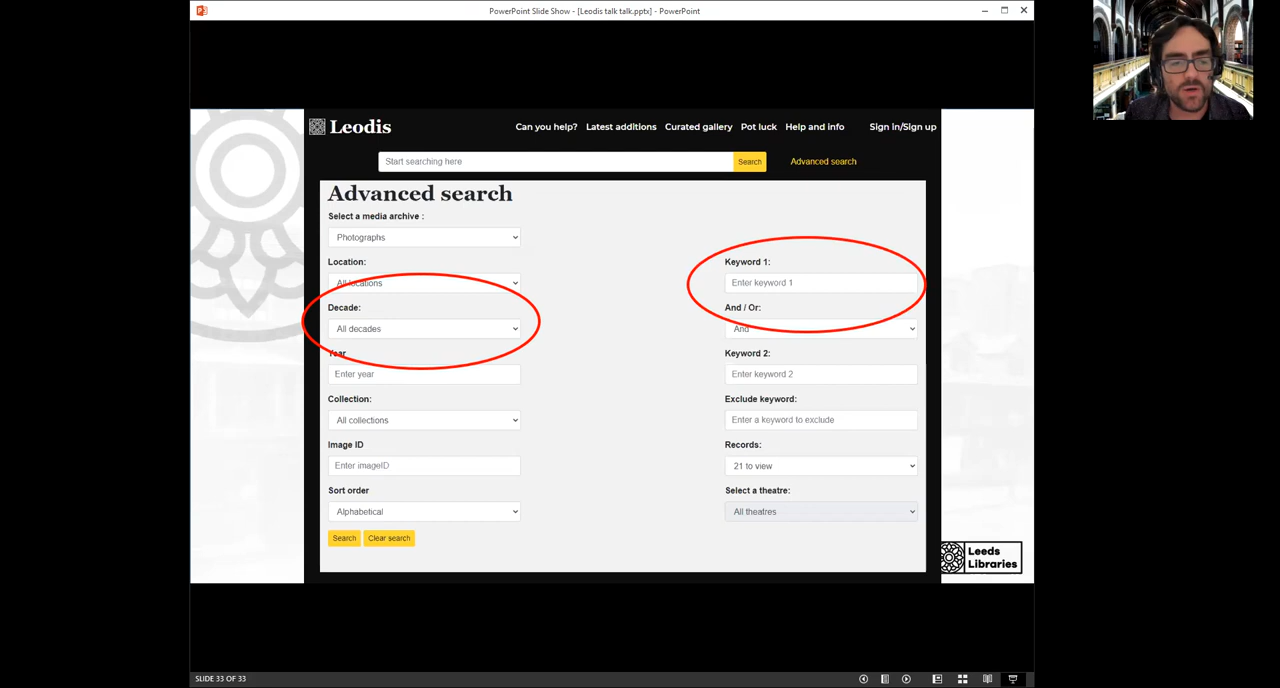 PowerPoint Slide Show - [Leodis talk talk.pptx] - PowerPoint
Leodis
Can you help? Latest additions Curated gallery Pot luck Help and info Sign in/Sign up
Start searching here Search Advanced search
Advanced search
Select a media archive :
Photographs
Location:
All locations
Decade:
All decades
Year
Enter year
Collection:
All collections
Image ID
Enter imageID
Sort order
Alphabetical
Search Clear search
Keyword 1:
Enter keyword 1
And / Or:
And
Keyword 2:
Enter keyword 2
Exclude keyword:
Enter a keyword to exclude
Records:
21 to view
Select a theatre:
All theatres
Leeds
Libraries
SLIDE 33 OF 33